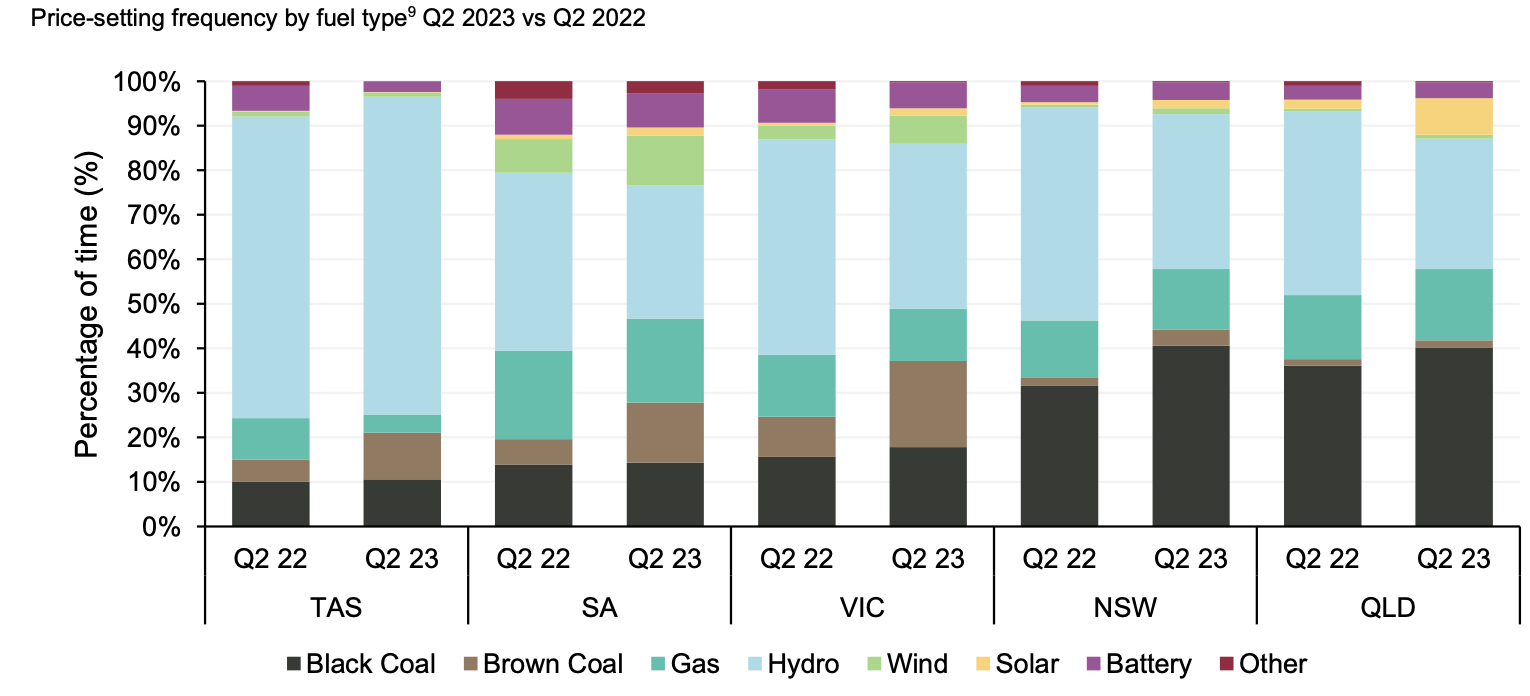 Price-setting frequency by fuel type⁹ Q2 2023 vs Q2 2022
Percentage of time (%)
100%
90%
80%
70%
60%
50%
40%
30%
20%
10%
0%
Q2 22 Q2 23 Q2 22 Q2 23 Q2 22 Q2 23 Q2 22 Q2 23 Q2 22 Q2 23
TAS SA VIC NSW QLD
Black Coal Brown Coal Gas Hydro Wind Solar Battery Other